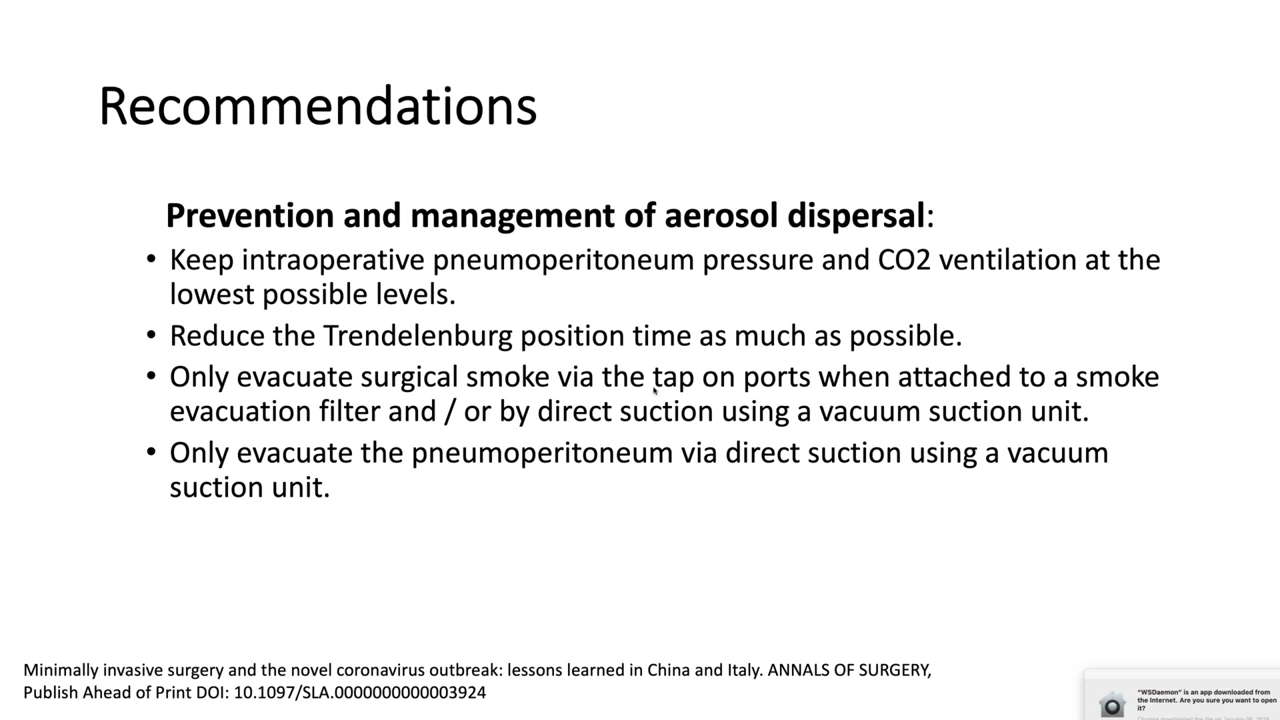 Recommendations
Prevention and management of aerosol dispersal:
• Keep intraoperative pneumoperitoneum pressure and CO2 ventilation at the
lowest possible levels.
• Reduce the Trendelenburg position time as much as possible.
• Only evacuate surgical smoke via the tap on ports when attached to a smoke
evacuation filter and / or by direct suction using a vacuum suction unit.
• Only evacuate the pneumoperitoneum via direct suction using a vacuum
suction unit.
Minimally invasive surgery and the novel coronavirus outbreak: lessons learned in China and Italy. ANNALS OF SURGERY,
Publish Ahead of Print DOI: 10.1097/SLA.0000000000003924
"WSDaemon" is an app downloaded from
the Internet. Are you sure you want to open
it?